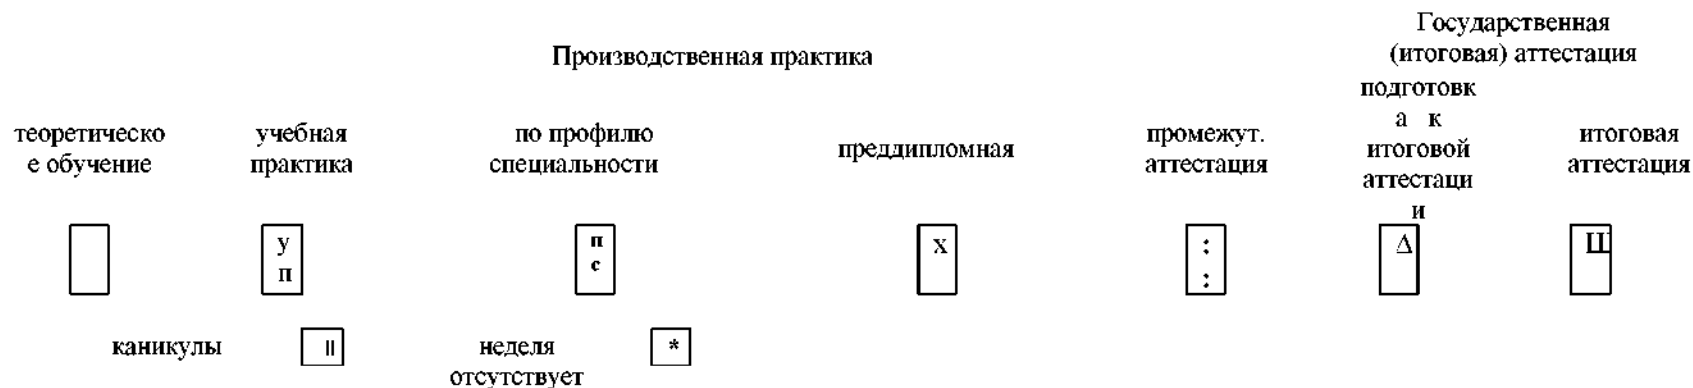 Производственная практика
Государственная
(итоговая) аттестация
теоретическо
е обучение
учебная
практика
по профилю
специальности
преддипломная
промежут.
аттестация
подготовк
а к
итоговой
аттестаци
и
итоговая
аттестация
у
п
п
с
X
:
:
Δ
Ш
каникулы
||
неделя
отсутствует
*